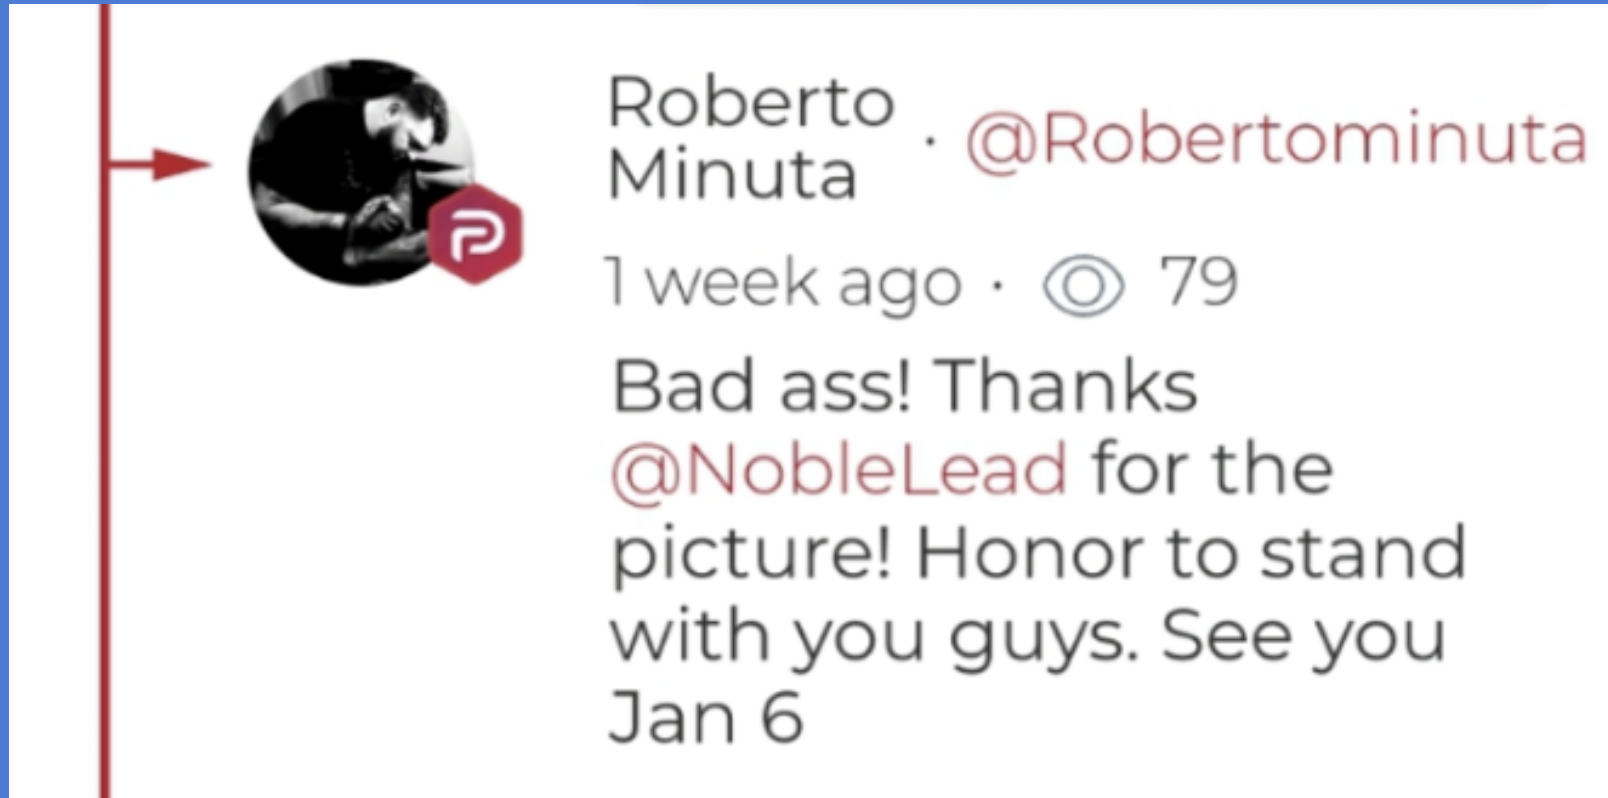 Roberto
Minuta
· @Robertominuta
1 week ago · 79
Bad ass! Thanks
@NobleLead for the
picture! Honor to stand
with you guys. See you
Jan 6